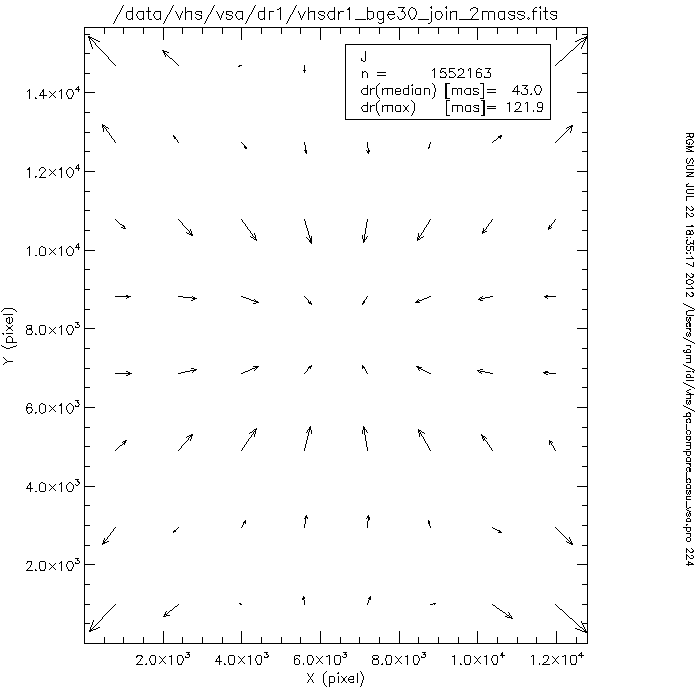 /data/vhs/vsa/dr1/vhsdr1_bge30_join_2mass.fits
J
n = 1552163
dr(median) [mas]= 43.0
dr(max) [mas]= 121.9
1.4×10⁴
1.2×10⁴
1.0×10⁴
8.0×10³
6.0×10³
4.0×10³
2.0×10³
Y (pixel)
2.0×10³ 4.0×10³ 6.0×10³ 8.0×10³ 1.0×10⁴ 1.2×10⁴
X (pixel)
RGM SUN JUL 22 18:35:17 2012 /Users/rgm/idl/vhs/qa_compare_casu_vsa.pro 224